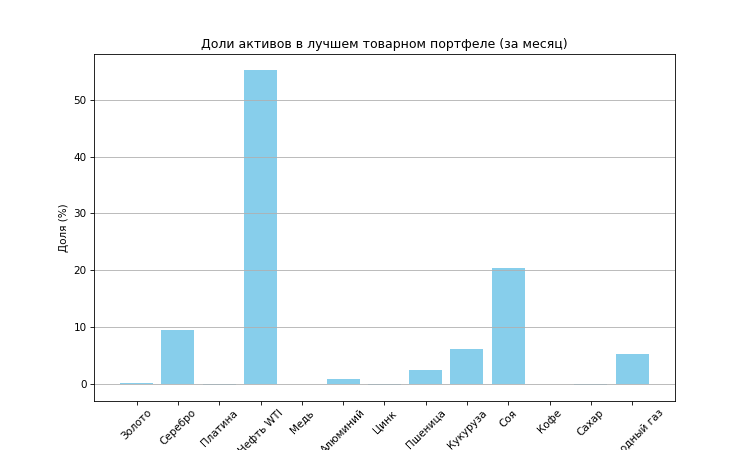 Доли активов в лучшем товарном портфеле (за месяц)
50
40
30
20
10
0
Доля (%)
Золото
Серебро
Платина
Нефть WTI
Медь
Алюминий
Цинк
Пшеница
Кукуруза
Соя
Кофе
Сахар
газ